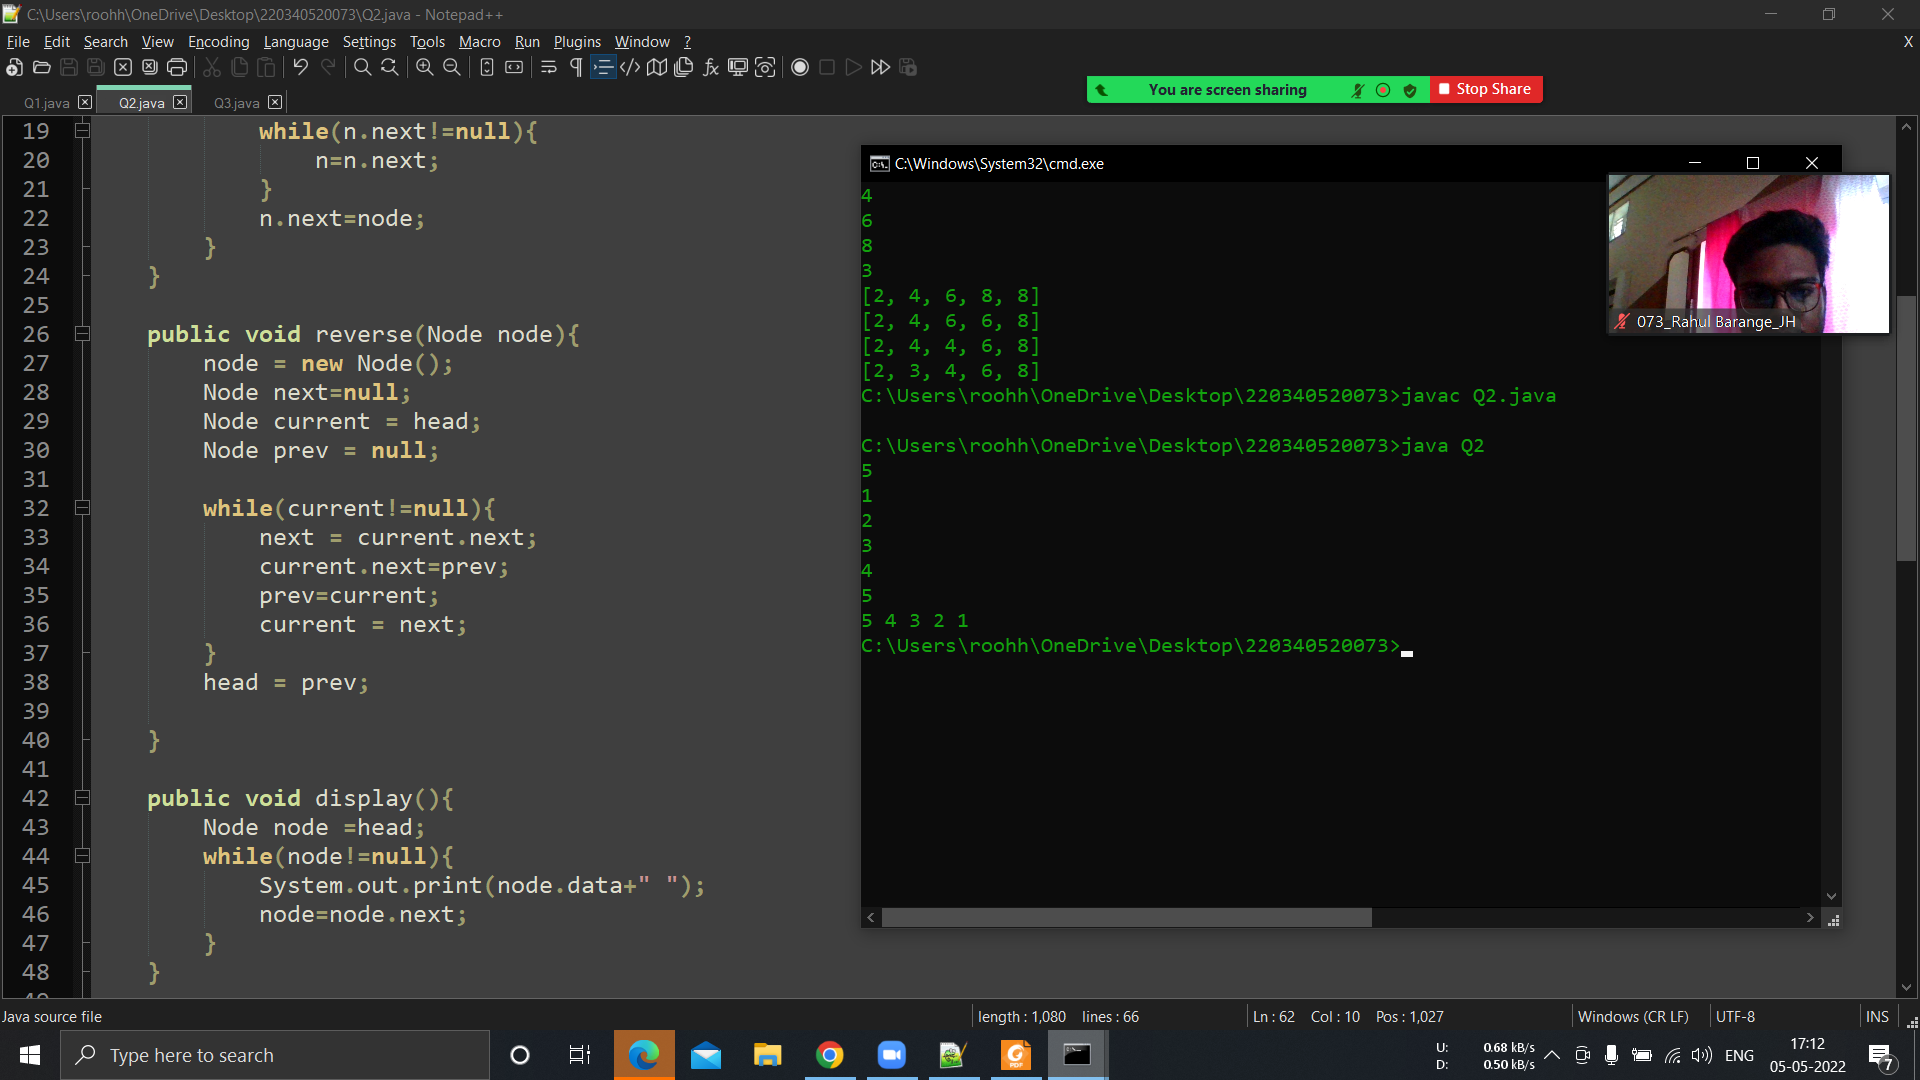 C:\Users\roohh\OneDrive\Desktop\220340520073\Q2.java - Notepad++
File Edit Search View Encoding Language Settings Tools Macro Run Plugins Window ? X
Q1.java Q2.java Q3.java
You are screen sharing Stop Share
19 while(n.next!=null){
20 n=n.next;
21 }
22 n.next=node;
23 }
24 }
25
26 public void reverse(Node node){
27 node = new Node();
28 Node next=null;
29 Node current = head;
30 Node prev = null;
31
32 while(current!=null){
33 next = current.next;
34 current.next=prev;
35 prev=current;
36 current = next;
37 }
38 head = prev;
39
40 }
41
42 public void display(){
43 Node node =head;
44 while(node!=null){
45 System.out.print(node.data+" ");
46 node=node.next;
47 }
48 }
C:\Windows\System32\cmd.exe
4
6
8
3
[2, 4, 6, 8, 8]
[2, 4, 6, 6, 8]
[2, 4, 4, 6, 8]
[2, 3, 4, 6, 8]
C:\Users\roohh\OneDrive\Desktop\220340520073>javac Q2.java
C:\Users\roohh\OneDrive\Desktop\220340520073>java Q2
5
1
2
3
4
5
5 4 3 2 1
C:\Users\roohh\OneDrive\Desktop\220340520073>
073_Rahul Barange_JH
Java source file length : 1,080 lines : 66 Ln : 62 Col : 10 Pos : 1,027 Windows (CR LF) UTF-8 INS
Type here to search
U: 0.68 kB/s
D: 0.50 kB/s
ENG
17:12
05-05-2022
7